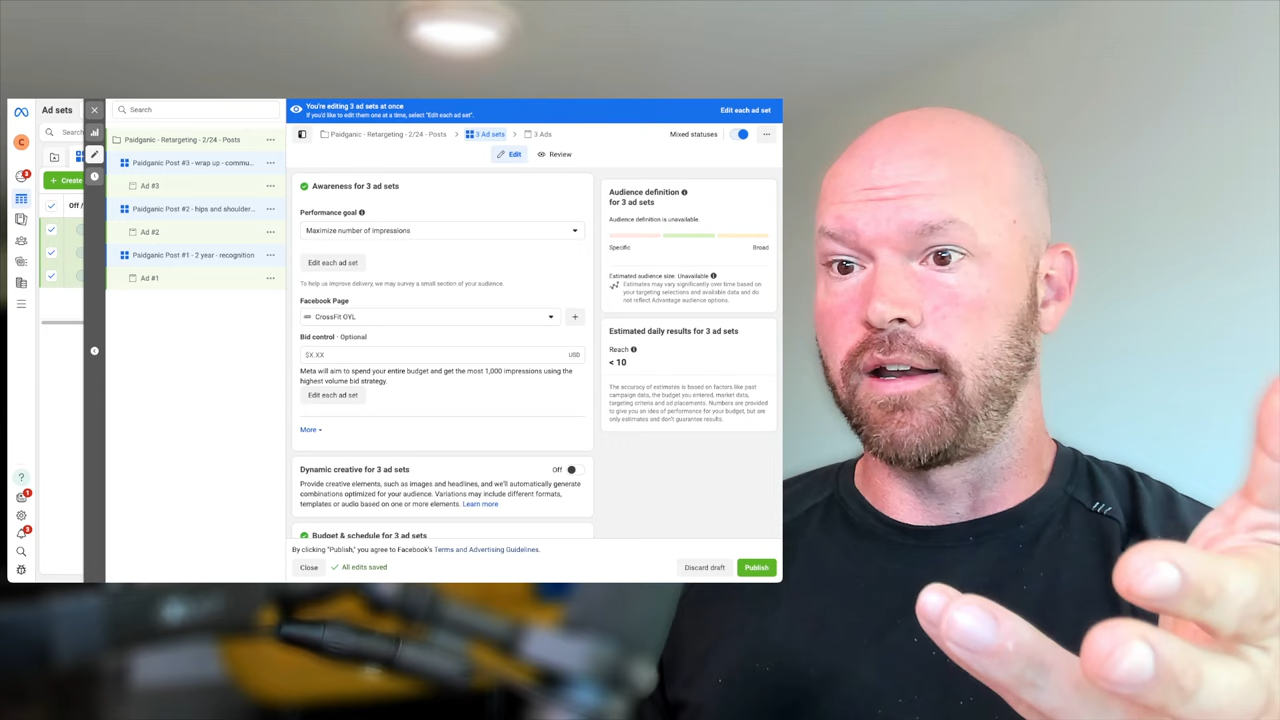 Ad sets
Search
Create
Off /
C
Search
Paidganic - Retargeting - 2/24 - Posts
Paidganic Post #3 - wrap up - commu...
Ad #3
Paidganic Post #2 - hips and shoulder...
Ad #2
Paidganic Post #1 - 2 year - recognition
Ad #1
You're editing 3 ad sets at once
If you'd like to edit them one at a time, select "Edit each ad set".
Edit each ad set
Paidganic - Retargeting - 2/24 - Posts > 3 Ad sets > 3 Ads
Mixed statuses
Edit
Review
Awareness for 3 ad sets
Performance goal
Maximize number of impressions
Edit each ad set
To help us improve delivery, we may survey a small section of your audience.
Facebook Page
CrossFit OYL
Bid control · Optional
$X.XX
USD
Meta will aim to spend your entire budget and get the most 1,000 impressions using the
highest volume bid strategy.
Edit each ad set
More
Dynamic creative for 3 ad sets
Off
Provide creative elements, such as images and headlines, and we'll automatically generate
combinations optimized for your audience. Variations may include different formats,
templates or audio based on one or more elements. Learn more
Budget & schedule for 3 ad sets
By clicking "Publish," you agree to Facebook's Terms and Advertising Guidelines.
Close
All edits saved
Discard draft
Publish
Audience definition
for 3 ad sets
Audience definition is unavailable.
Specific
Broad
Estimated audience size: Unavailable
Estimates may vary significantly over time based on
your targeting selections and available data and do
not reflect Advantage audience options.
Estimated daily results for 3 ad sets
Reach
< 10
The accuracy of estimates is based on factors like past
campaign data, the budget you entered, market data,
targeting criteria and ad placements. Numbers are provided
to give you an idea of performance for your budget, but are
only estimates and don't guarantee results.